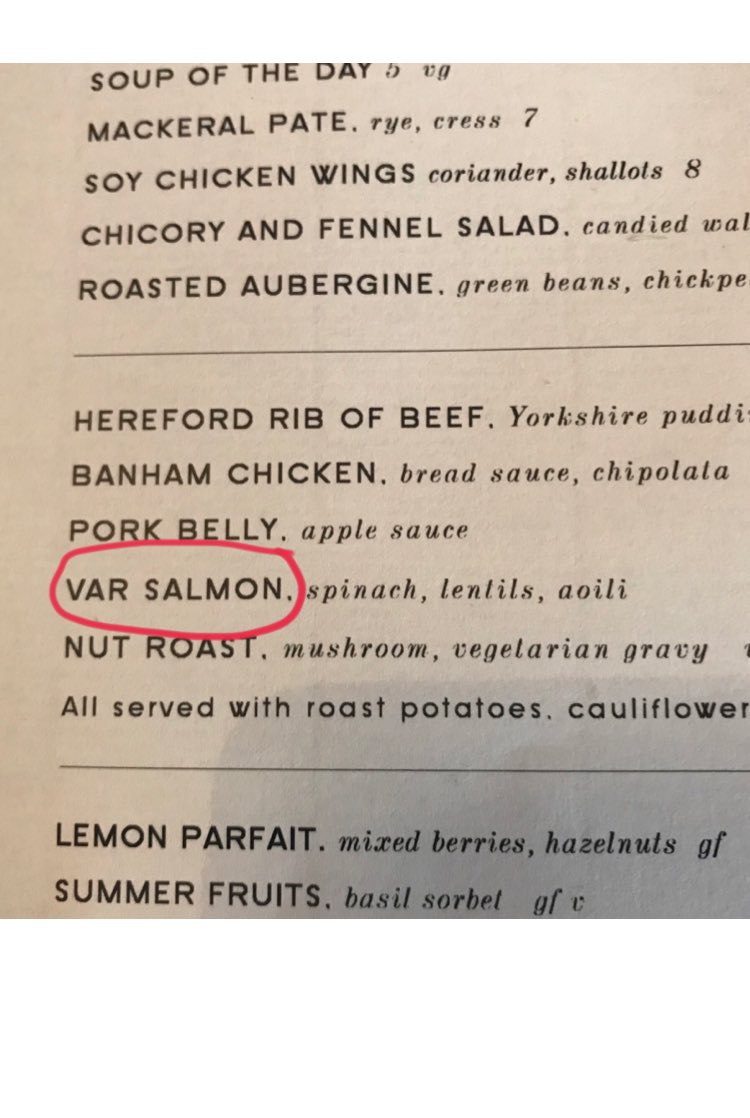 SOUP OF THE DAY 5 vg
MACKERAL PATE. rye, cress 7
SOY CHICKEN WINGS coriander, shallots 8
CHICORY AND FENNEL SALAD. candied wal
ROASTED AUBERGINE. green beans, chickpe
HEREFORD RIB OF BEEF. Yorkshire puddi
BANHAM CHICKEN. bread sauce, chipolata
PORK BELLY. apple sauce
VAR SALMON. spinach, lentils, aoili
NUT ROAST. mushroom, vegetarian gravy
All served with roast potatoes. cauliflower
LEMON PARFAIT. mixed berries, hazelnuts gf
SUMMER FRUITS. basil sorbet gf v